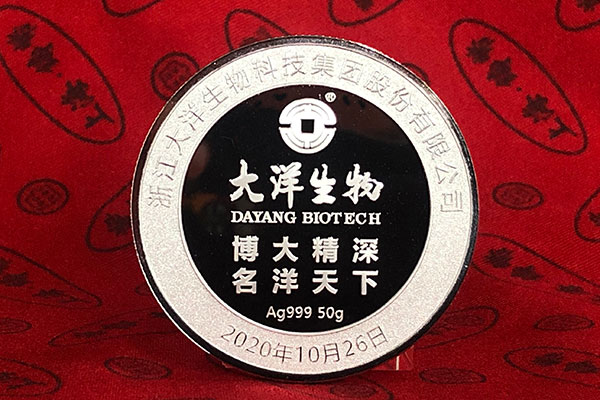 浙江大洋生物科技集团股份有限公司
®
大洋生物
DAYANG BIOTECH
博大精深
名洋天下
Ag999 50g
2020年10月26日